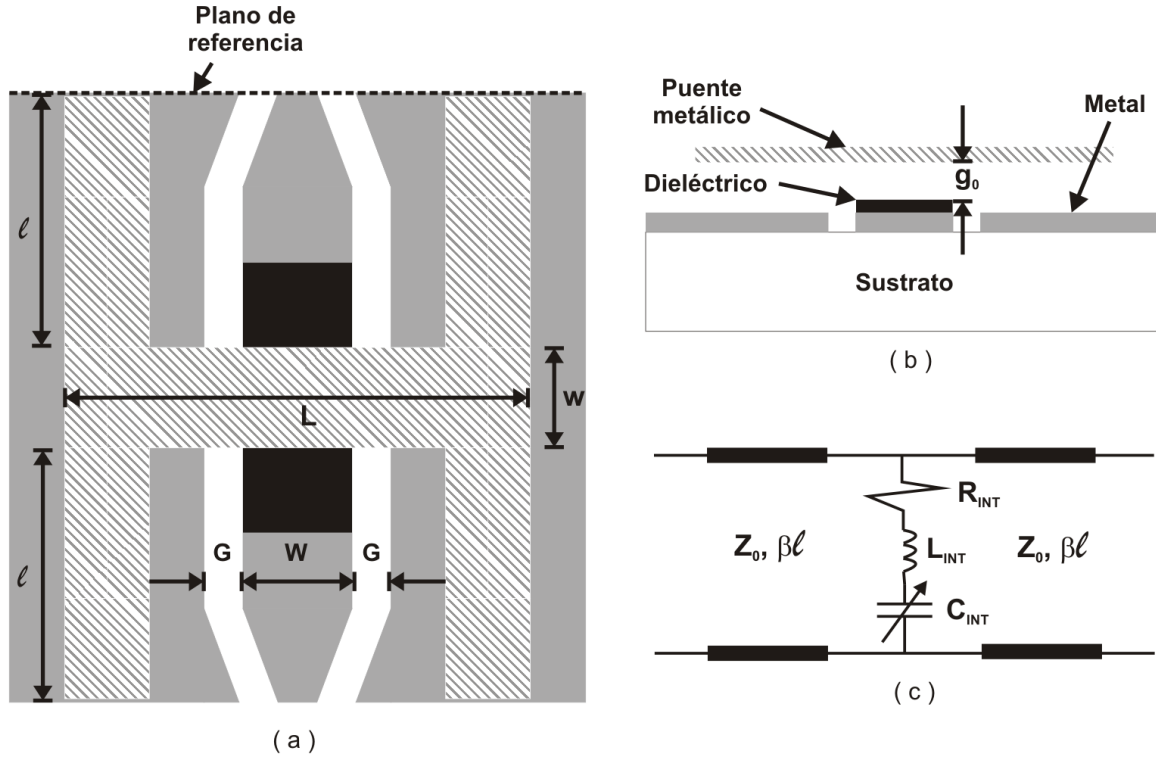 Plano de
referencia
ℓ
L
w
ℓ
G
W
G
( a )
Puente
metálico
Metal
Dieléctrico
g₀
Sustrato
( b )
R_INT
Z₀, βℓ
L_INT
Z₀, βℓ
C_INT
( c )